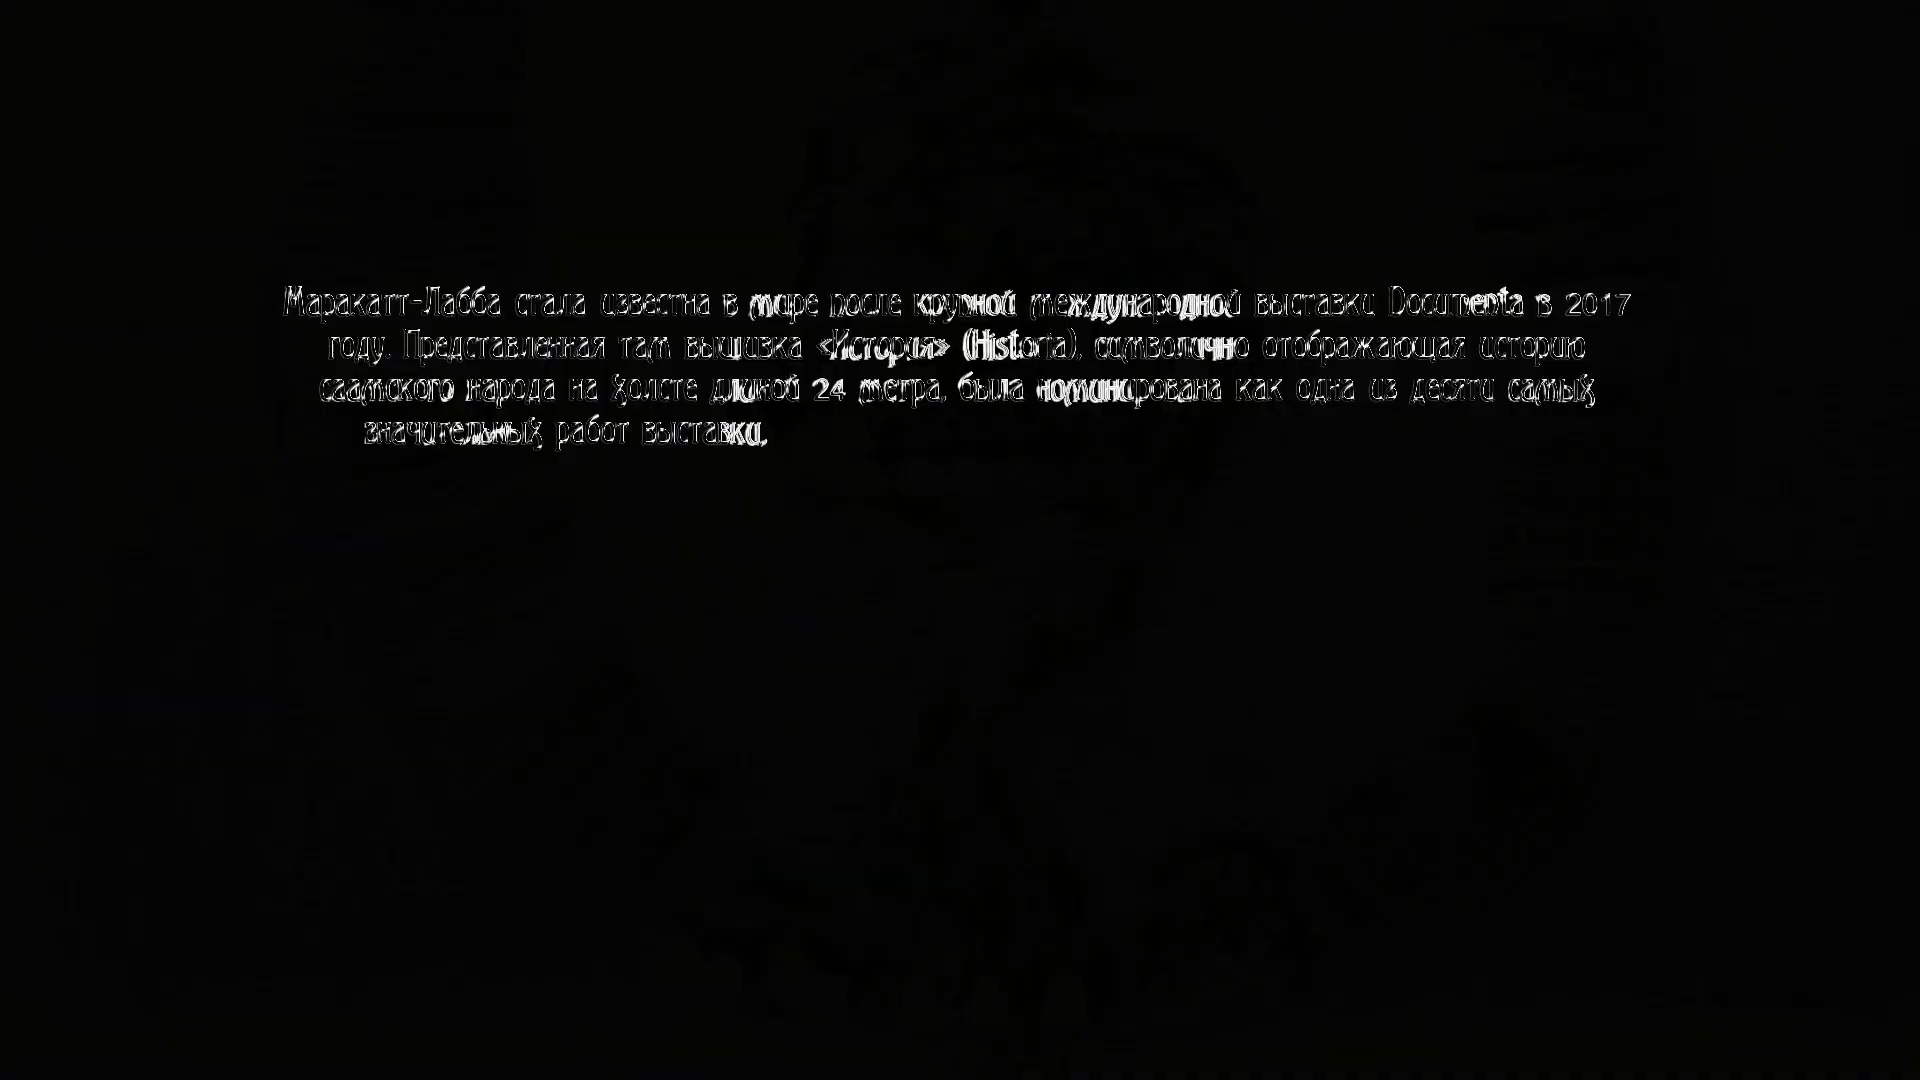 Маракатт-Лабба стала известна в мире после крупной международной выставки Documenta в 2017
году. Представленная там вышивка «История» (Historia), символично отображающая историю
саамского народа на холсте длиной 24 метра, была номинирована как одна из десяти самых
значительных работ выставки.